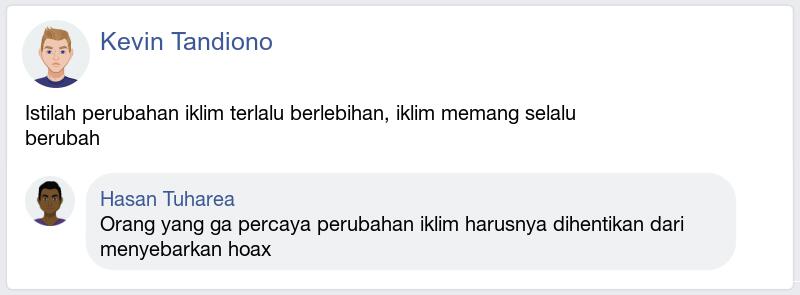 Kevin Tandiono
Istilah perubahan iklim terlalu berlebihan, iklim memang selalu
berubah
Hasan Tuharea
Orang yang ga percaya perubahan iklim harusnya dihentikan dari
menyebarkan hoax